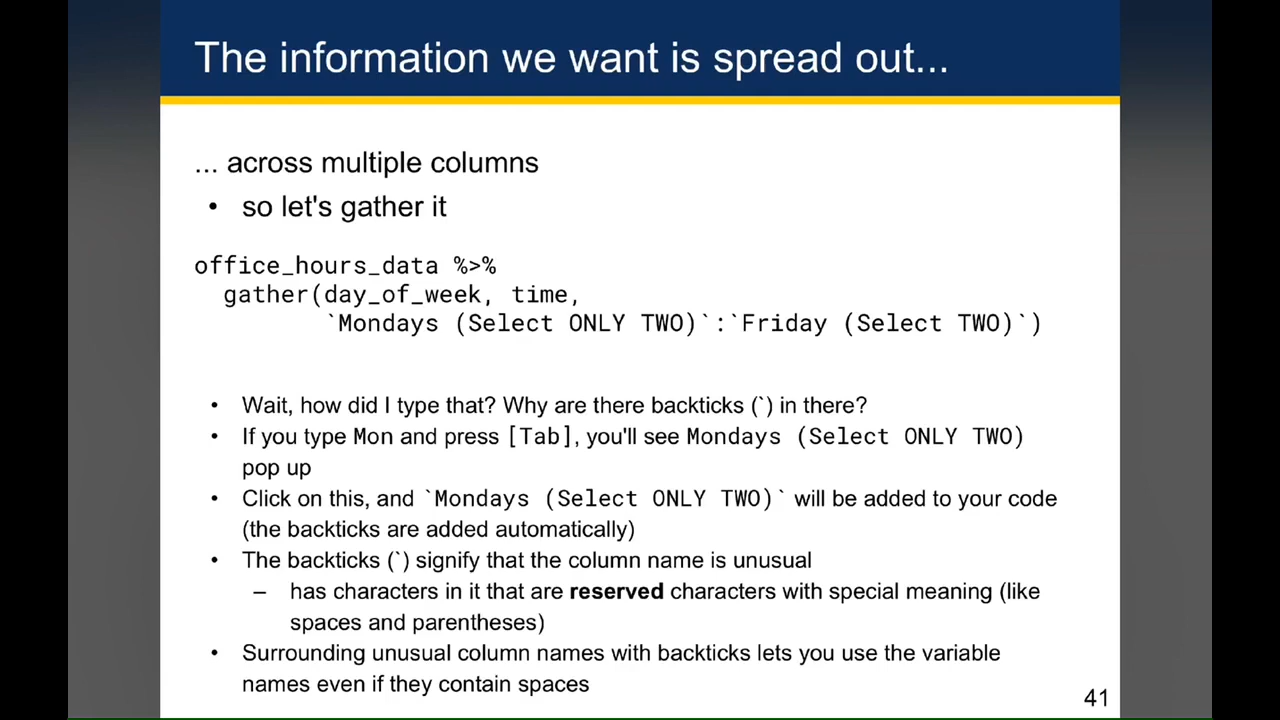 The information we want is spread out...
... across multiple columns
• so let's gather it
office_hours_data %>%
gather(day_of_week, time,
`Mondays (Select ONLY TWO)`:`Friday (Select TWO)`)
• Wait, how did I type that? Why are there backticks (`) in there?
• If you type Mon and press [Tab], you'll see Mondays (Select ONLY TWO)
pop up
• Click on this, and `Mondays (Select ONLY TWO)` will be added to your code
(the backticks are added automatically)
• The backticks (`) signify that the column name is unusual
– has characters in it that are reserved characters with special meaning (like
spaces and parentheses)
• Surrounding unusual column names with backticks lets you use the variable
names even if they contain spaces
41